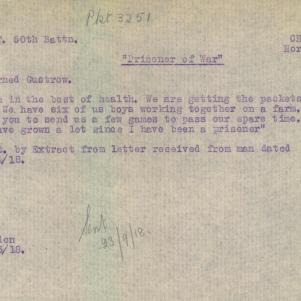 Pkt 3251
. 60th Battn.
"Prisoner of War"
rned Gustrow.
in the best of health. We are getting the packets
We have six of us boys working together on a farm.
you to send us a few games to pass our spare time.
ave grown a lot since I have been a prisoner"
. by Extract from letter received from man dated
/18.
Sent
23/9/18.
don
/18.